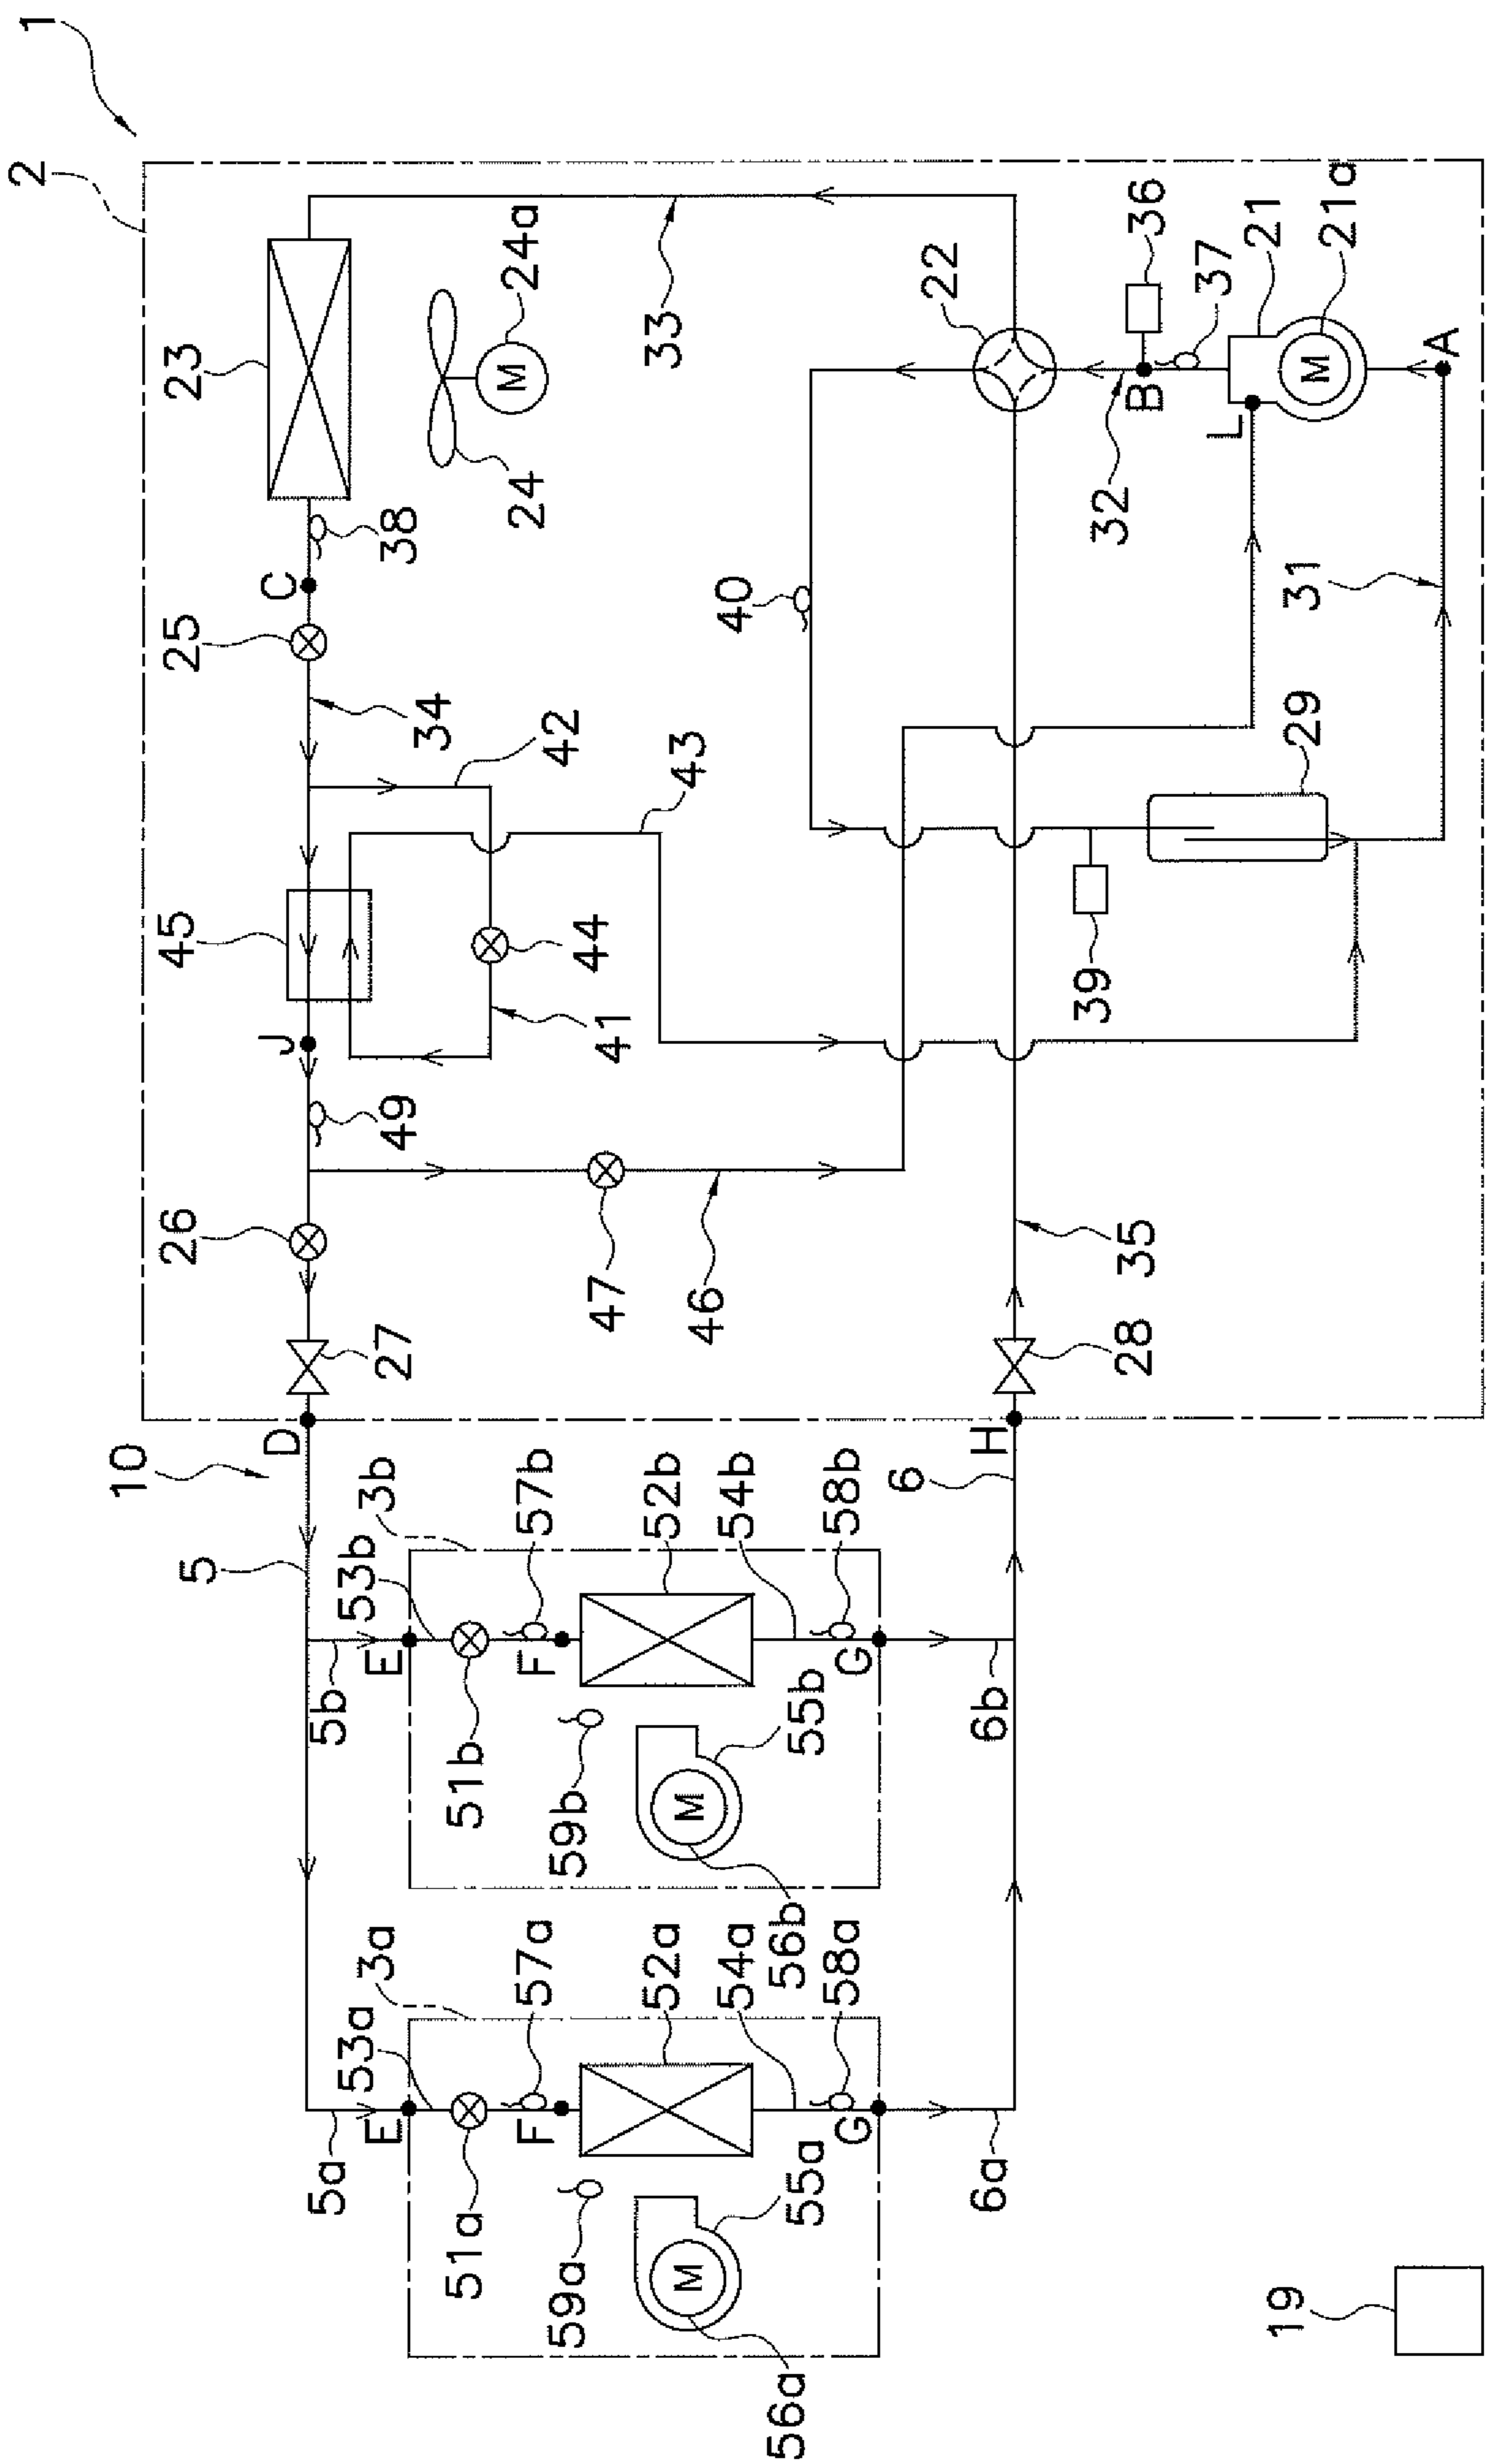 1
2
23
24
24a
33
22
36
37
21
21a
A
B
L
32
31
38
C
25
34
42
43
40
29
45
44
41
39
J
49
26
47
46
35
27
28
D
H
10
5
6
3b
53b
57b
52b
54b
58b
E
F
G
5b
51b
59b
55b
56b
6b
3a
53a
57a
52a
54a
58a
E
F
G
5a
51a
59a
55a
56a
6a
19
M
M
M
M